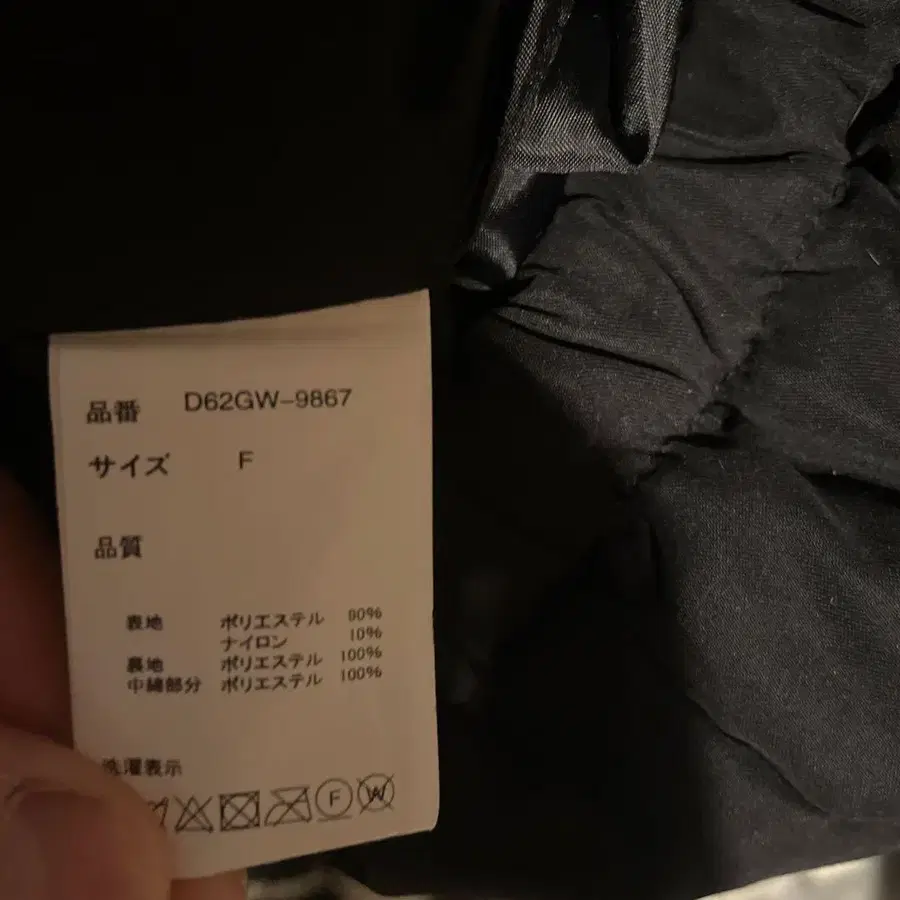 品番 D62GW-9867
サイズ F
品質
表地 ポリエステル 90%
ナイロン 10%
裏地 ポリエステル 100%
中綿部分 ポリエステル 100%
洗濯表示
F W